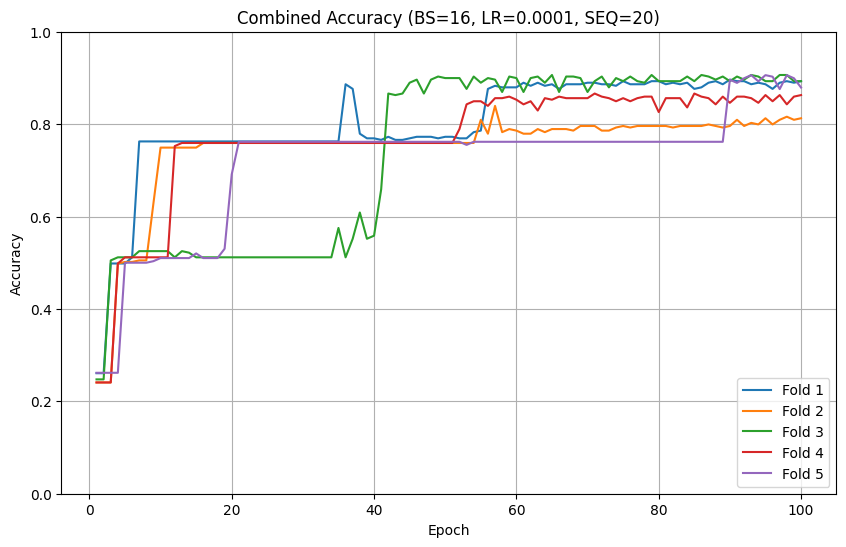 Combined Accuracy (BS=16, LR=0.0001, SEQ=20)
Accuracy
1.0
0.8
0.6
0.4
0.2
0.0
0
20
40
60
80
100
Epoch
Fold 1
Fold 2
Fold 3
Fold 4
Fold 5